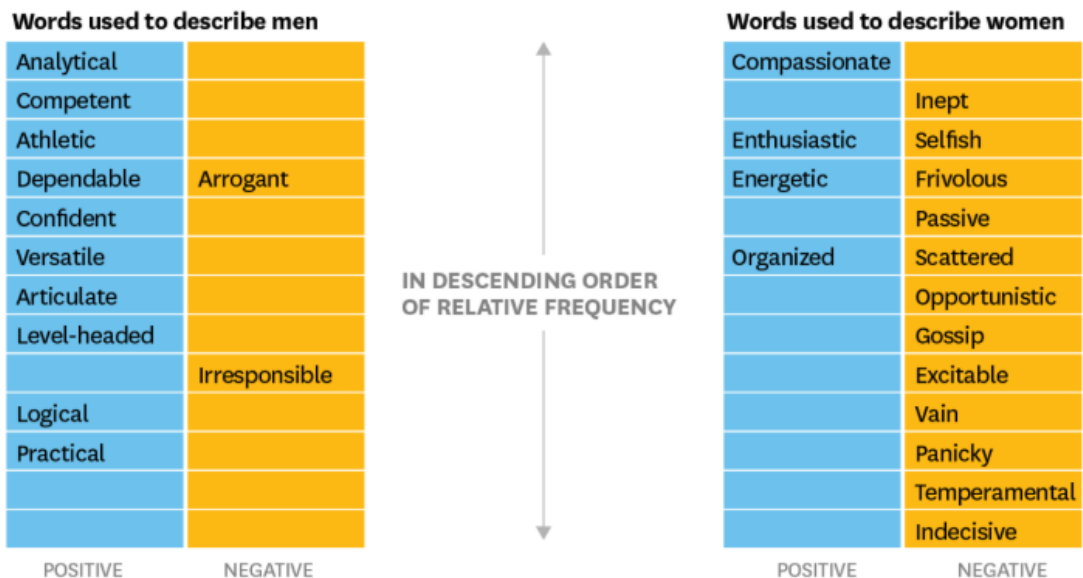 Words used to describe men
Analytical
Competent
Athletic
Dependable Arrogant
Confident
Versatile
Articulate
Level-headed
Irresponsible
Logical
Practical
POSITIVE NEGATIVE
IN DESCENDING ORDER
OF RELATIVE FREQUENCY
Words used to describe women
Compassionate
Inept
Enthusiastic Selfish
Energetic Frivolous
Passive
Organized Scattered
Opportunistic
Gossip
Excitable
Vain
Panicky
Temperamental
Indecisive
POSITIVE NEGATIVE